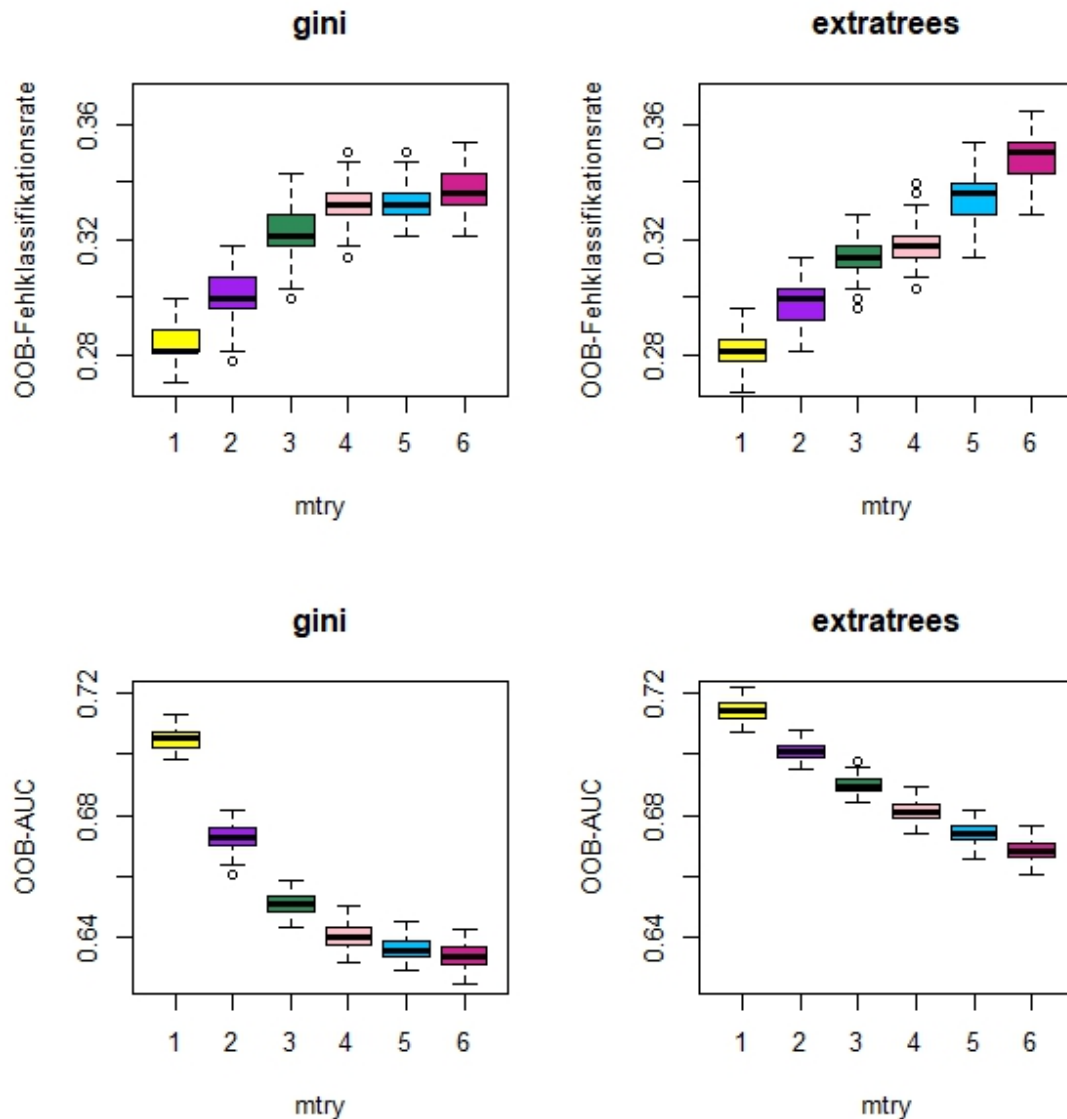 gini
OOB-Fehlklassifikationsrate
0.36
0.32
0.28
1 2 3 4 5 6
mtry
extratrees
OOB-Fehlklassifikationsrate
0.36
0.32
0.28
1 2 3 4 5 6
mtry
gini
OOB-AUC
0.72
0.68
0.64
1 2 3 4 5 6
mtry
extratrees
OOB-AUC
0.72
0.68
0.64
1 2 3 4 5 6
mtry